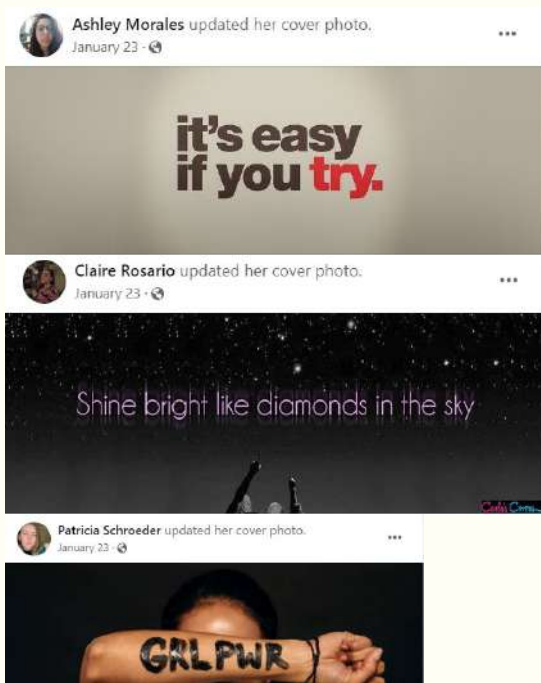 Ashley Morales updated her cover photo.
January 23 ·
...
it's easy
if you try.
Claire Rosario updated her cover photo.
January 23 ·
...
Shine bright like diamonds in the sky
Patricia Schroeder updated her cover photo.
January 23 ·
...
GRLPWR